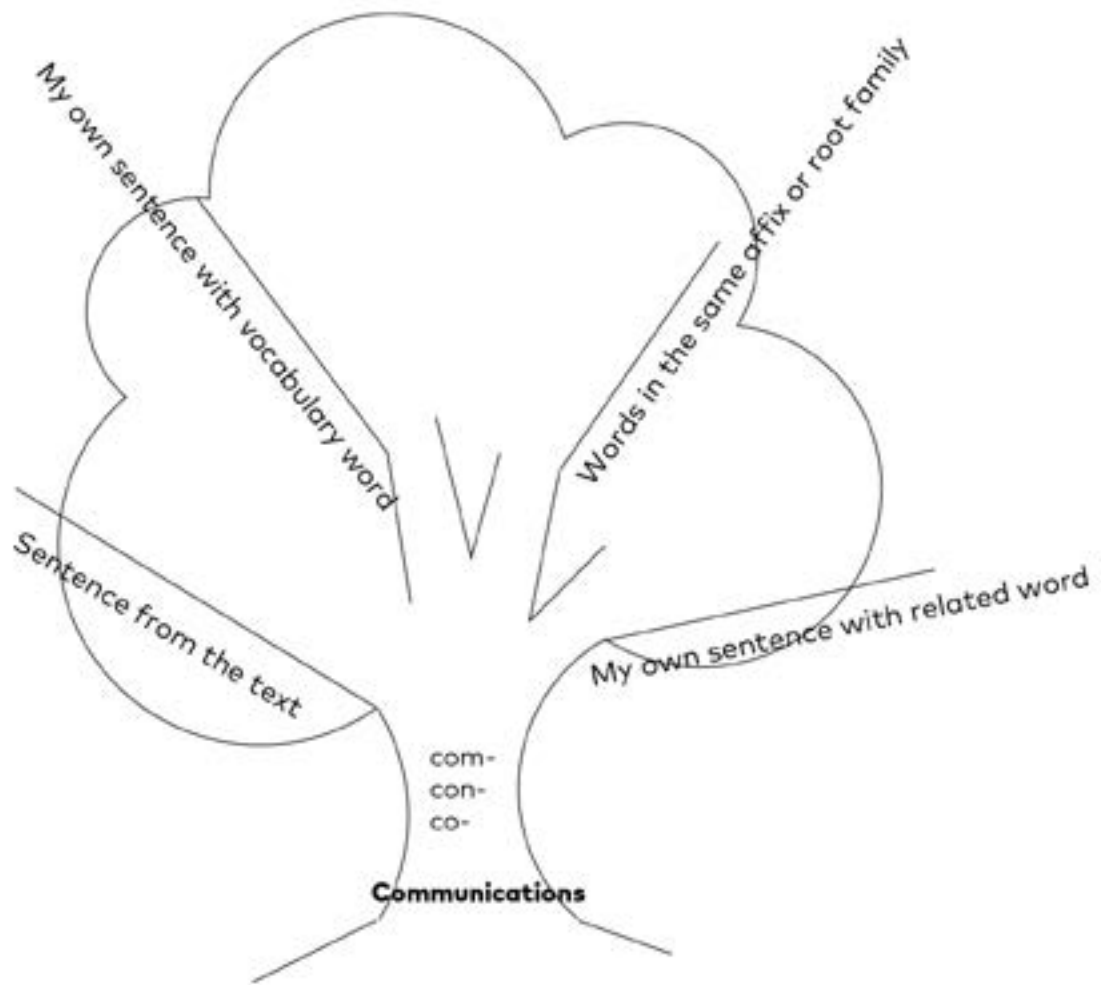 My own sentence with vocabulary word
Words in the same affix or root family
Sentence from the text
My own sentence with related word
com-
con-
co-
Communications